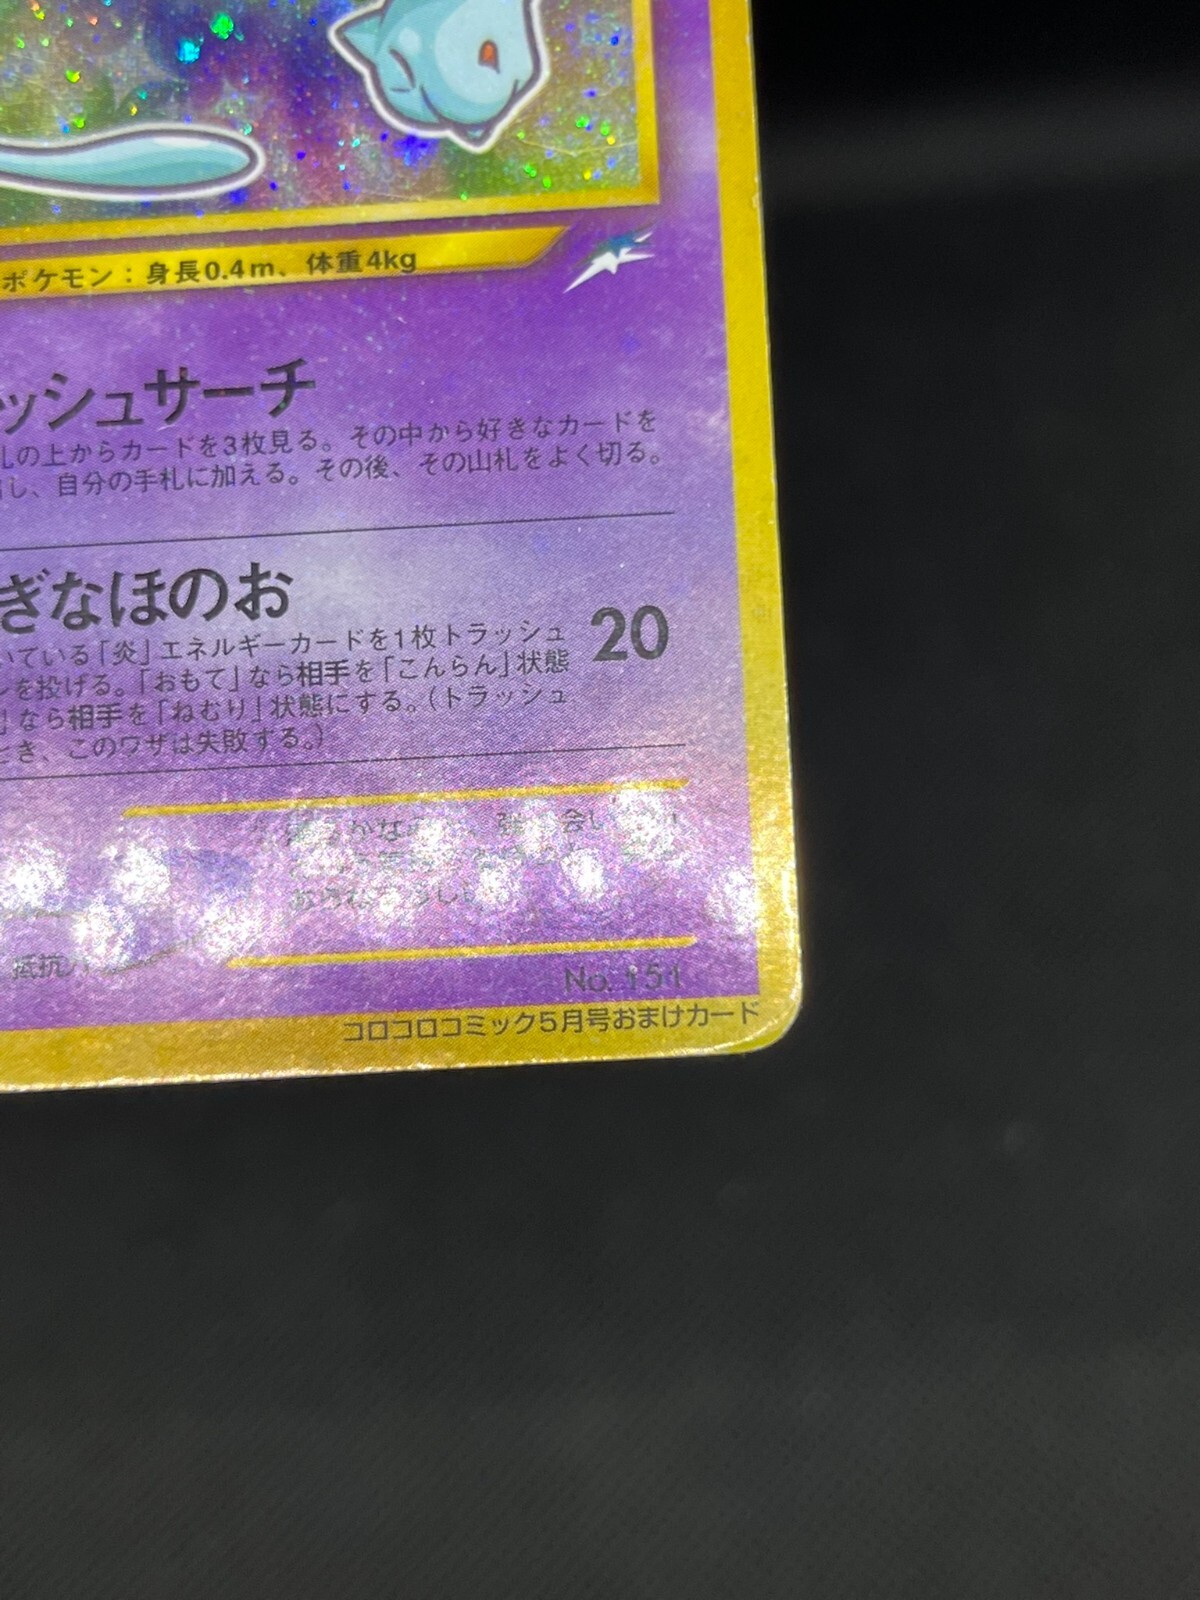 ポケモン：身長0.4m、体重4kg
ッシュサーチ
札の上からカードを3枚見る。その中から好きなカードを
出し、自分の手札に加える。その後、その山札をよく切る。
ぎなほのお
20
いている「炎」エネルギーカードを1枚トラッシュ
ンを投げる。「おもて」なら相手を「こんらん」状態
」なら相手を「ねむり」状態にする。（トラッシュ
とき、このワザは失敗する。）
抵抗力
No. 151
コロコロコミック5月号おまけカード